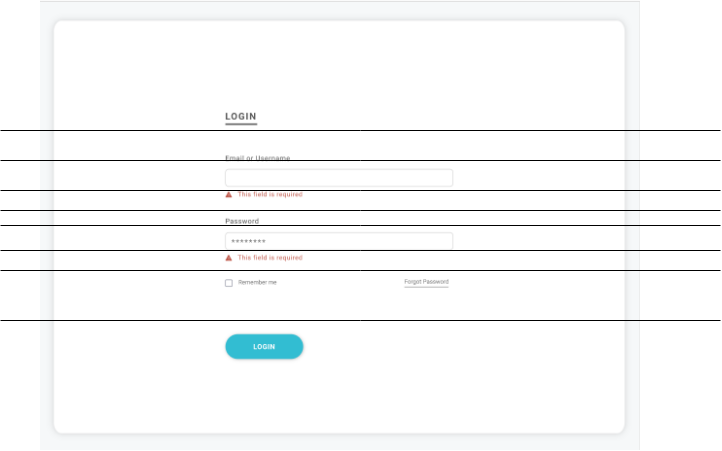 LOGIN
Email or Username
This field is required
Password
********
This field is required
Remember me
Forgot Password
LOGIN